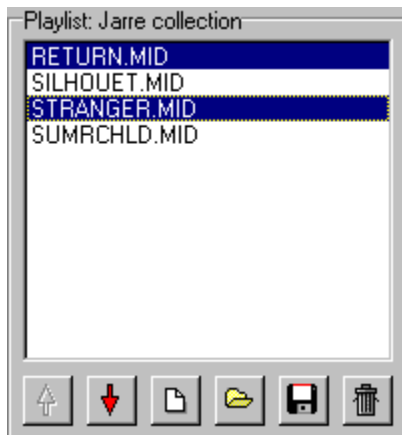 Playlist: Jarre collection
RETURN.MID
SILHOUET.MID
STRANGER.MID
SUMRCHLD.MID